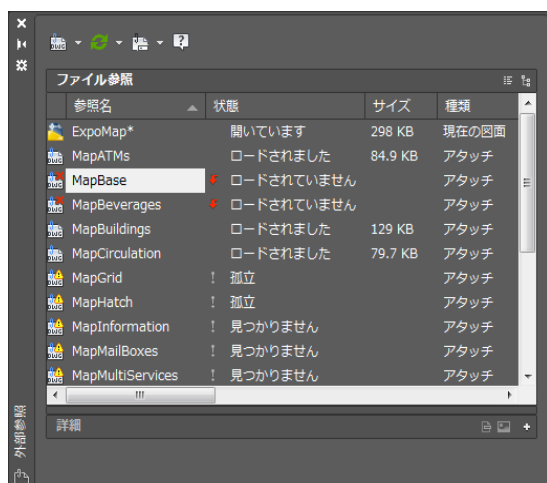 ファイル参照
参照名 状態 サイズ 種類
ExpoMap* 開いています 298 KB 現在の図面
MapATMs ロードされました 84.9 KB アタッチ
MapBase ロードされていません アタッチ
MapBeverages ロードされていません アタッチ
MapBuildings ロードされました 129 KB アタッチ
MapCirculation ロードされました 79.7 KB アタッチ
MapGrid ! 孤立 アタッチ
MapHatch ! 孤立 アタッチ
MapInformation ! 見つかりません アタッチ
MapMailBoxes ! 見つかりません アタッチ
MapMultiServices ! 見つかりません アタッチ
詳細
外部参照